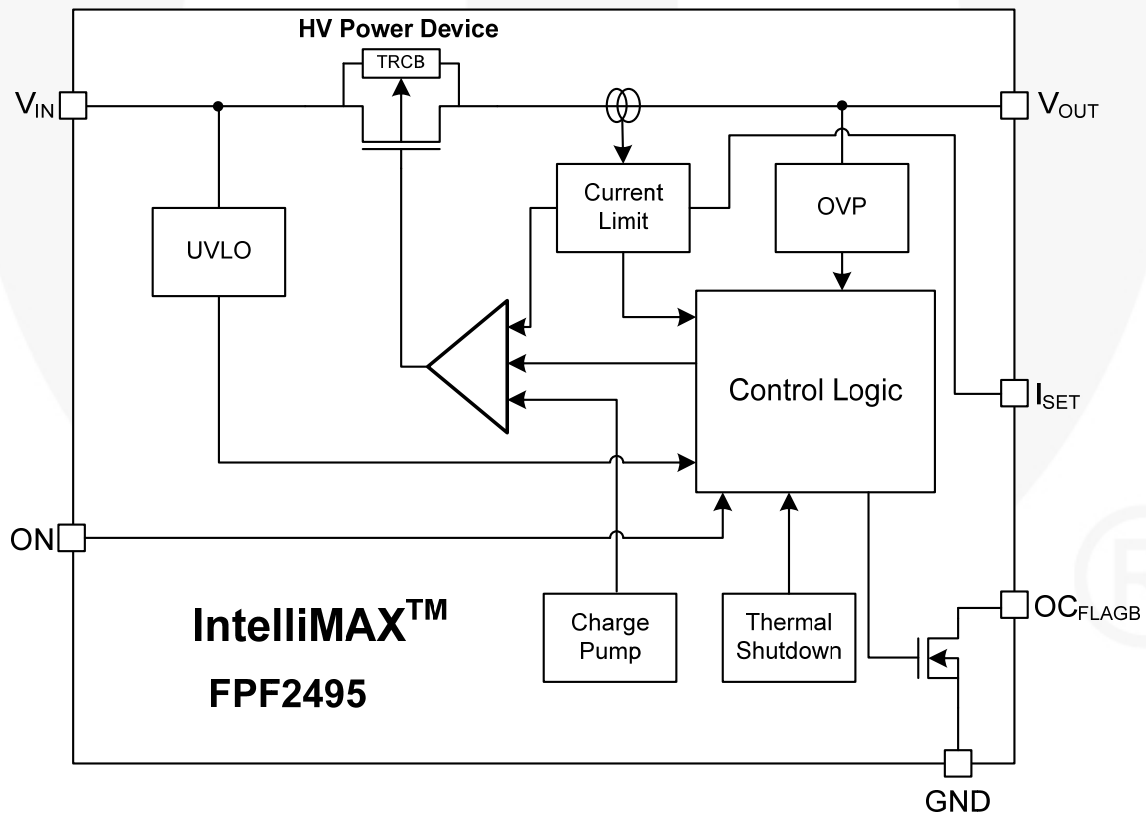 HV Power Device
TRCB
VIN
VOUT
Current
Limit
OVP
UVLO
Control Logic
ISET
ON
IntelliMAX™
FPF2495
Charge
Pump
Thermal
Shutdown
OCFLAGB
GND
®